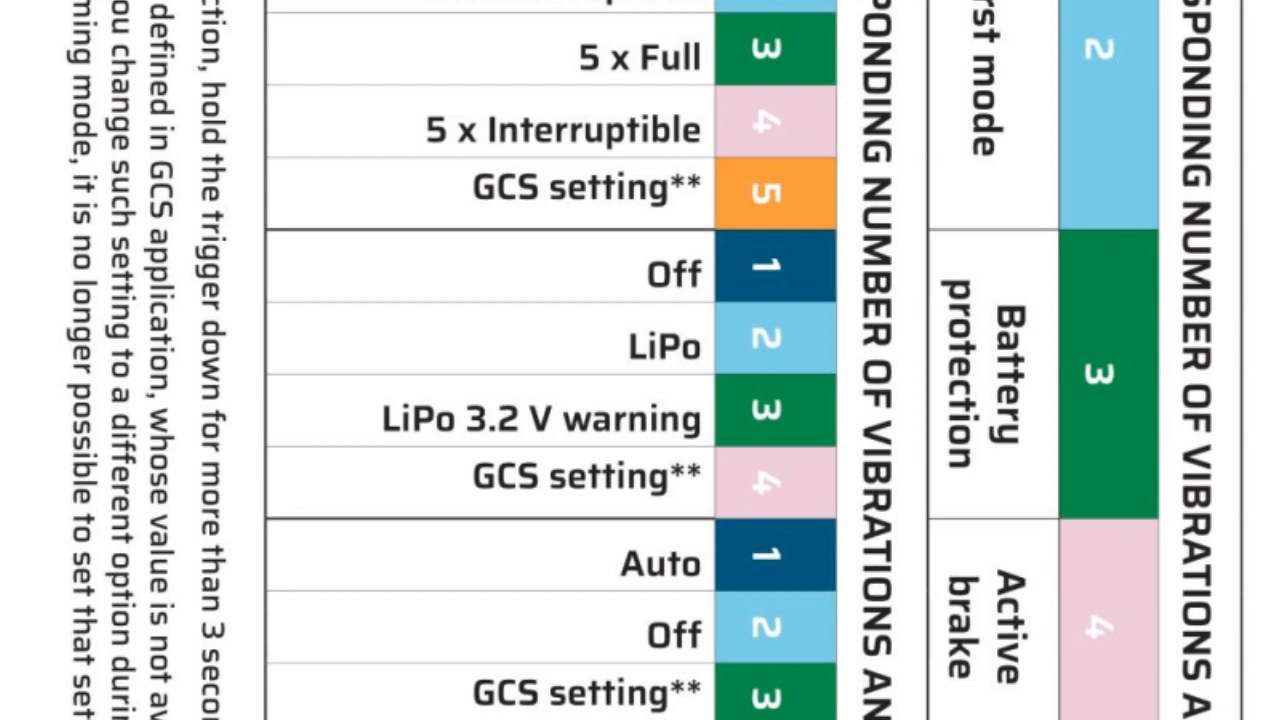 SPONDING NUMBER OF VIBRATIONS A
2
rst mode
3
Battery
protection
4
Active
brake
PONDING NUMBER OF VIBRATIONS AN
3
5 x Full
4
5 x Interruptible
5
GCS setting**
1
Off
2
LiPo
3
LiPo 3.2 V warning
4
GCS setting**
1
Auto
2
Off
3
GCS setting**
ction, hold the trigger down for more than 3 secon
defined in GCS application, whose value is not av
ou change such setting to a different option durin
ming mode, it is no longer possible to set that set